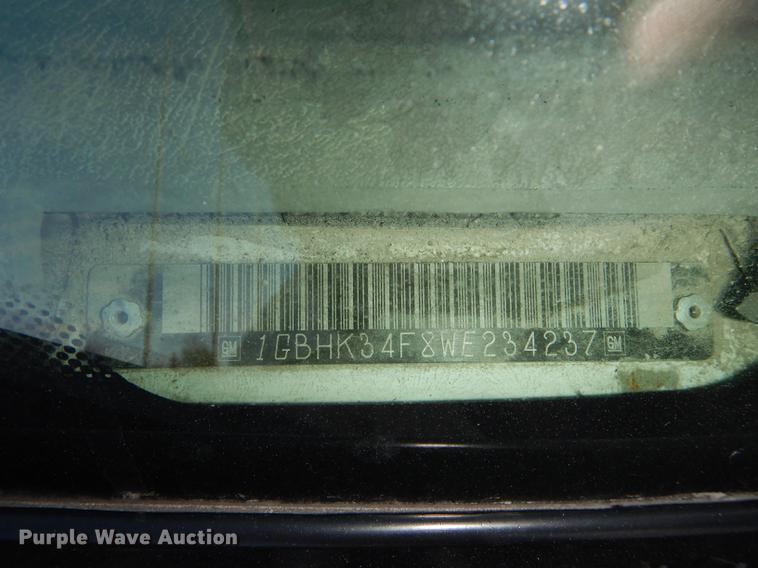 GM 1GBHK34F8WE234237 GM
Purple Wave Auction